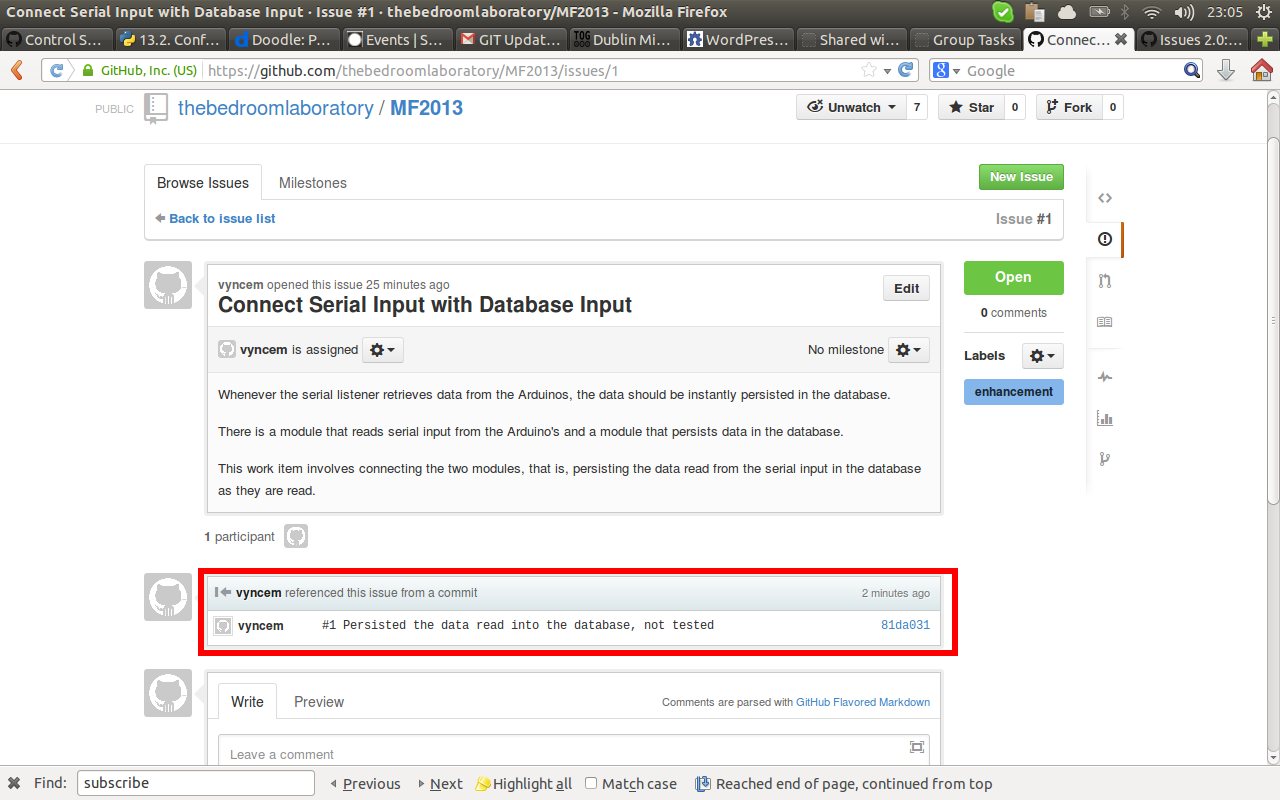 Connect Serial Input with Database Input · Issue #1 · thebedroomlaboratory/MF2013 - Mozilla Firefox
23:05
Control S...
13.2. Conf...
Doodle: P...
Events | S...
GIT Updat...
Dublin Mi...
WordPres...
Shared wi...
Group Tasks
Connec...
Issues 2.0:...
GitHub, Inc. (US)
https://github.com/thebedroomlaboratory/MF2013/issues/1
Google
PUBLIC
thebedroomlaboratory / MF2013
Unwatch 7
Star 0
Fork 0
Browse Issues
Milestones
New Issue
Back to issue list
Issue #1
vyncem opened this issue 25 minutes ago
Connect Serial Input with Database Input
Edit
Open
0 comments
vyncem is assigned
No milestone
Labels
enhancement
Whenever the serial listener retrieves data from the Arduinos, the data should be instantly persisted in the database.
There is a module that reads serial input from the Arduino's and a module that persists data in the database.
This work item involves connecting the two modules, that is, persisting the data read from the serial input in the database
as they are read.
1 participant
vyncem referenced this issue from a commit
2 minutes ago
vyncem
#1 Persisted the data read into the database, not tested
81da031
Write
Preview
Comments are parsed with GitHub Flavored Markdown
Leave a comment
Find:
subscribe
Previous
Next
Highlight all
Match case
Reached end of page, continued from top